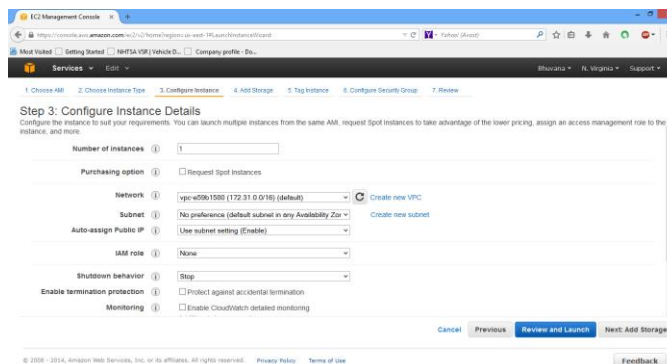 EC2 Management Console
https://console.aws.amazon.com/ec2/v2/home?region=us-east-1#LaunchInstanceWizard:
Yahoo! (Avast)
Most Visited Getting Started NHTSA VSR | Vehicle D... Company profile - Do...
Services Edit Bhuvana N. Virginia Support
1. Choose AMI 2. Choose Instance Type 3. Configure Instance 4. Add Storage 5. Tag Instance 6. Configure Security Group 7. Review
Step 3: Configure Instance Details
Configure the instance to suit your requirements. You can launch multiple instances from the same AMI, request Spot Instances to take advantage of the lower pricing, assign an access management role to the
instance, and more.
Number of instances 1
Purchasing option Request Spot Instances
Network vpc-e59b1580 (172.31.0.0/16) (default) Create new VPC
Subnet No preference (default subnet in any Availability Zon Create new subnet
Auto-assign Public IP Use subnet setting (Enable)
IAM role None
Shutdown behavior Stop
Enable termination protection Protect against accidental termination
Monitoring Enable CloudWatch detailed monitoring
Cancel Previous Review and Launch Next: Add Storage
© 2008 - 2014, Amazon Web Services, Inc. or its affiliates. All rights reserved. Privacy Policy Terms of Use Feedback